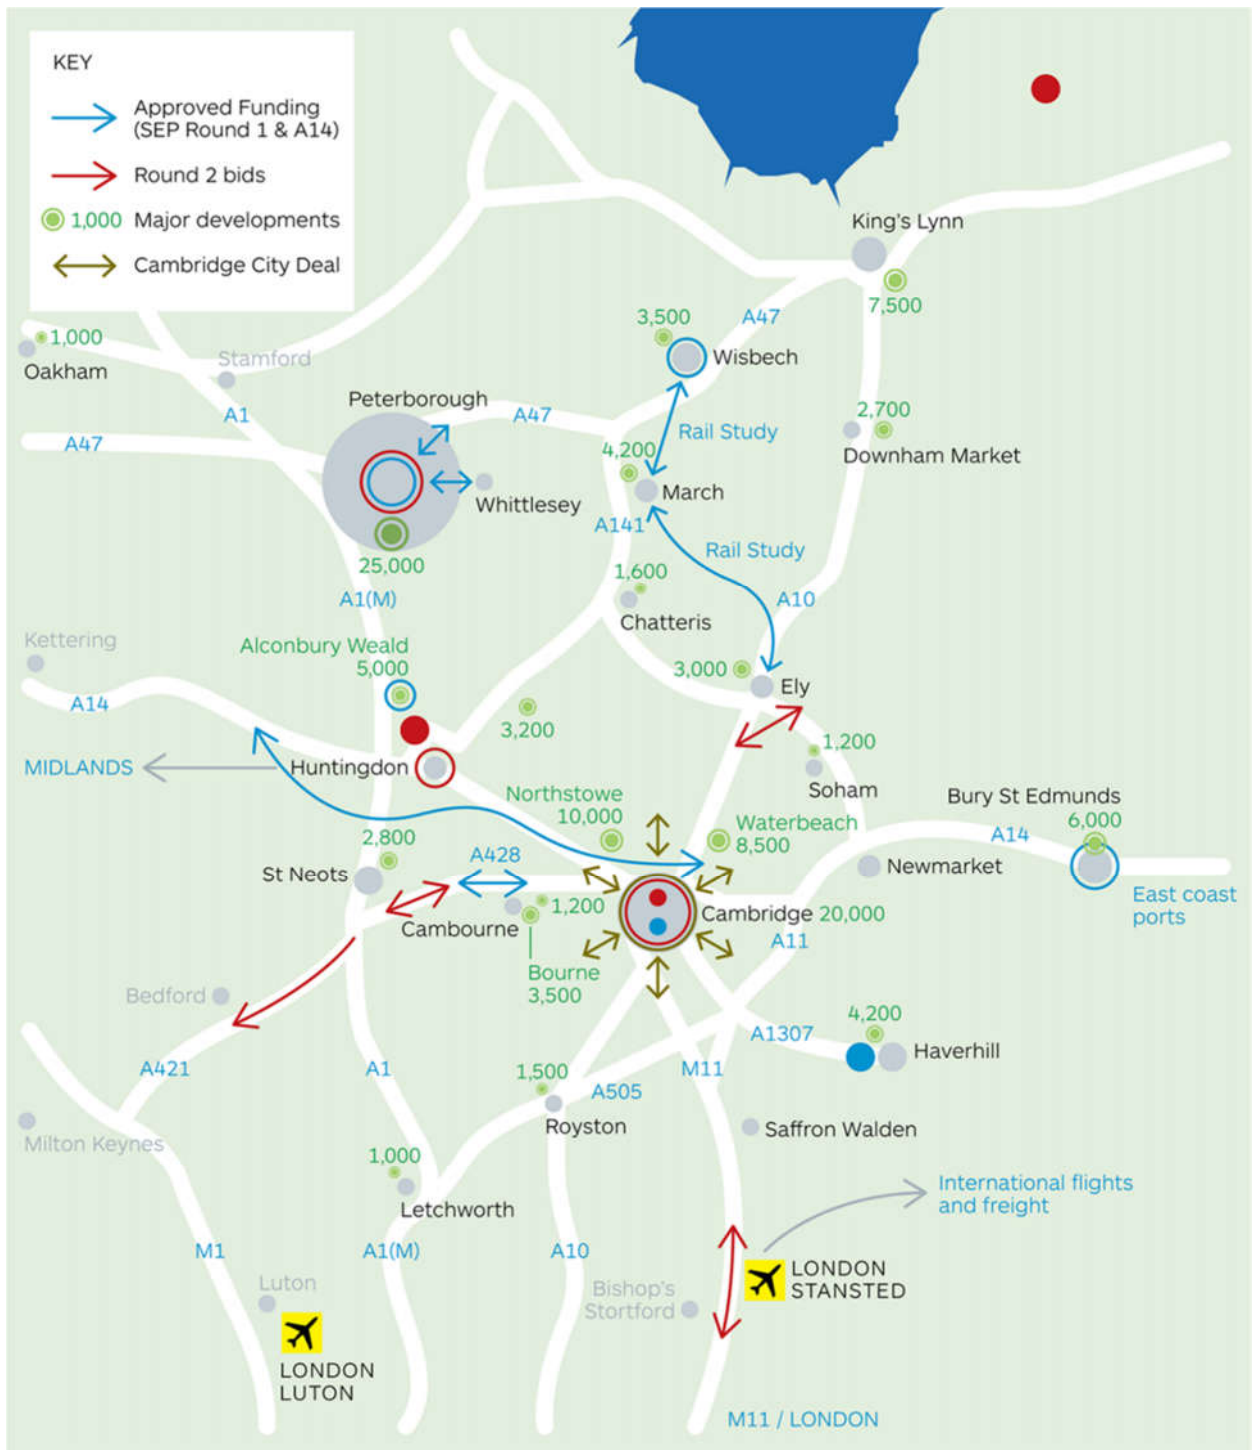 KEY
Approved Funding
(SEP Round 1 & A14)
Round 2 bids
1,000 Major developments
Cambridge City Deal
King's Lynn
7,500
1,000
Oakham
Stamford
3,500
A47
Wisbech
Peterborough
A1
A47
A47
Rail Study
2,700
Downham Market
4,200
March
Whittlesey
A141
25,000
Rail Study
1,600
A1(M)
A10
Chatteris
Kettering
Alconbury Weald
5,000
3,000
Ely
A14
3,200
1,200
MIDLANDS
Huntingdon
Soham
Northstowe
10,000
Bury St Edmunds
6,000
Waterbeach
8,500
A14
2,800
A428
St Neots
Newmarket
East coast
ports
1,200
Cambridge 20,000
Cambourne
A11
Bourne
3,500
Bedford
4,200
A1307
Haverhill
A421
A1
1,500
A505
M11
Royston
Saffron Walden
Milton Keynes
1,000
Letchworth
International flights
and freight
M1
A1(M)
A10
Luton
Bishop's
Stortford
LONDON
STANSTED
LONDON
LUTON
M11 / LONDON